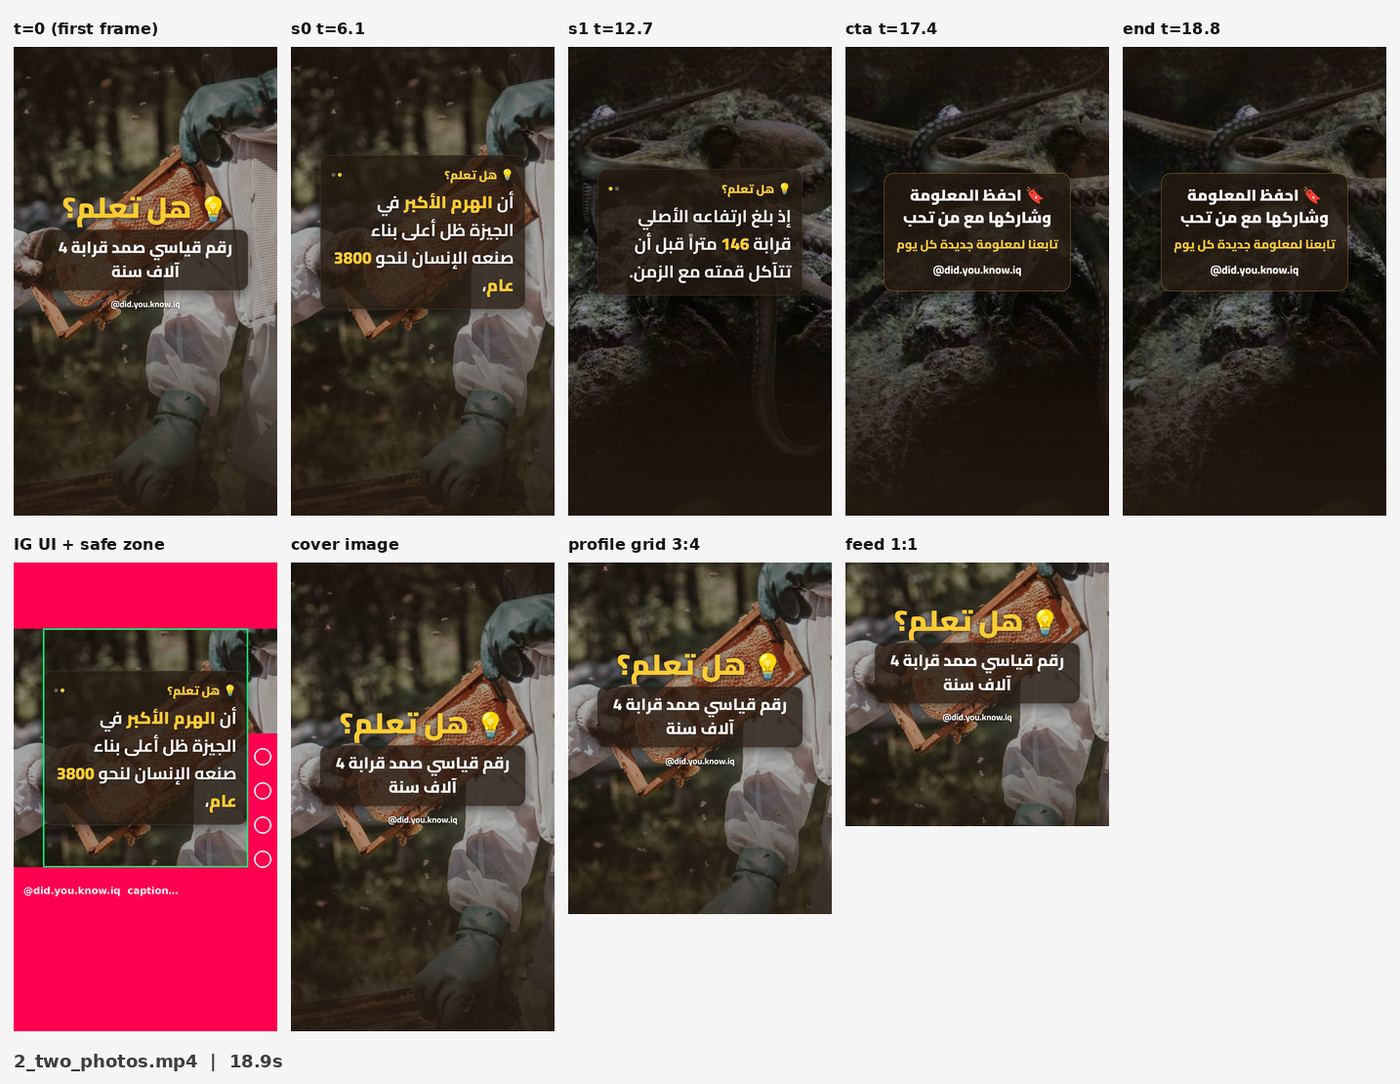 t=0 (first frame)
هل تعلم؟
رقم قياسي صمد قرابة 4
آلاف سنة
@did.you.know.iq
s0 t=6.1
هل تعلم؟
أن الهرم الأكبر في
الجيزة ظل أعلى بناء
صنعه الإنسان لنحو 3800
عام،
s1 t=12.7
هل تعلم؟
إذ بلغ ارتفاعه الأصلي
قرابة 146 متراً قبل أن
تتآكل قمته مع الزمن.
cta t=17.4
احفظ المعلومة
وشاركها مع من تحب
تابعنا لمعلومة جديدة كل يوم
@did.you.know.iq
end t=18.8
احفظ المعلومة
وشاركها مع من تحب
تابعنا لمعلومة جديدة كل يوم
@did.you.know.iq
IG UI + safe zone
هل تعلم؟
أن الهرم الأكبر في
الجيزة ظل أعلى بناء
صنعه الإنسان لنحو 3800
عام،
@did.you.know.iq caption...
cover image
هل تعلم؟
رقم قياسي صمد قرابة 4
آلاف سنة
@did.you.know.iq
profile grid 3:4
هل تعلم؟
رقم قياسي صمد قرابة 4
آلاف سنة
@did.you.know.iq
feed 1:1
هل تعلم؟
رقم قياسي صمد قرابة 4
آلاف سنة
@did.you.know.iq
2_two_photos.mp4 | 18.9s